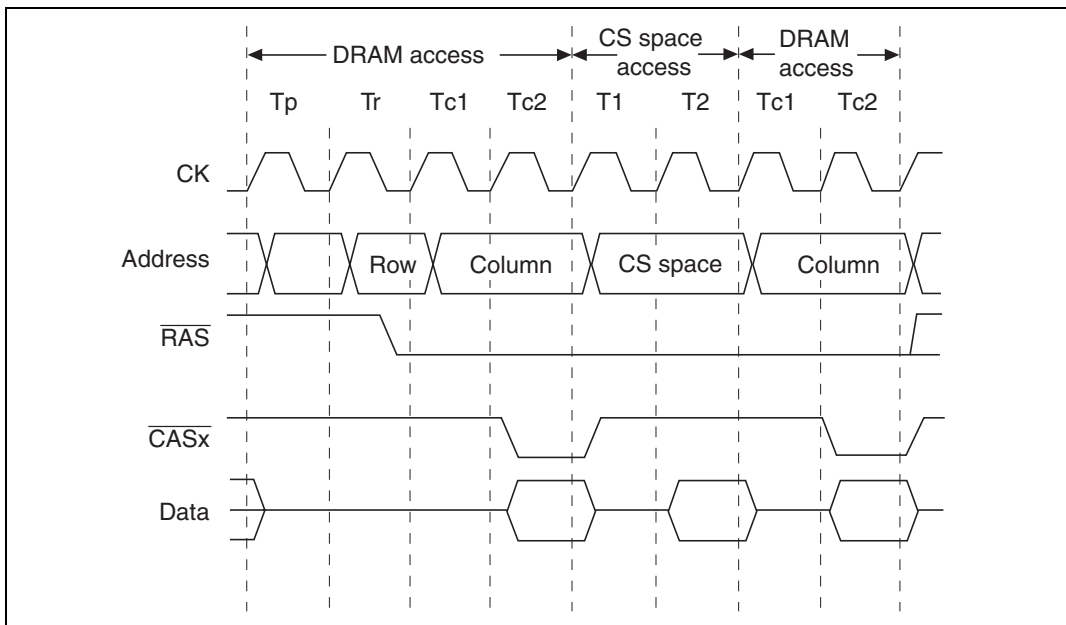 DRAM access
CS space
access
DRAM
access
Tp Tr Tc1 Tc2 T1 T2 Tc1 Tc2
CK
Address
Row Column CS space Column
RAS
CASx
Data